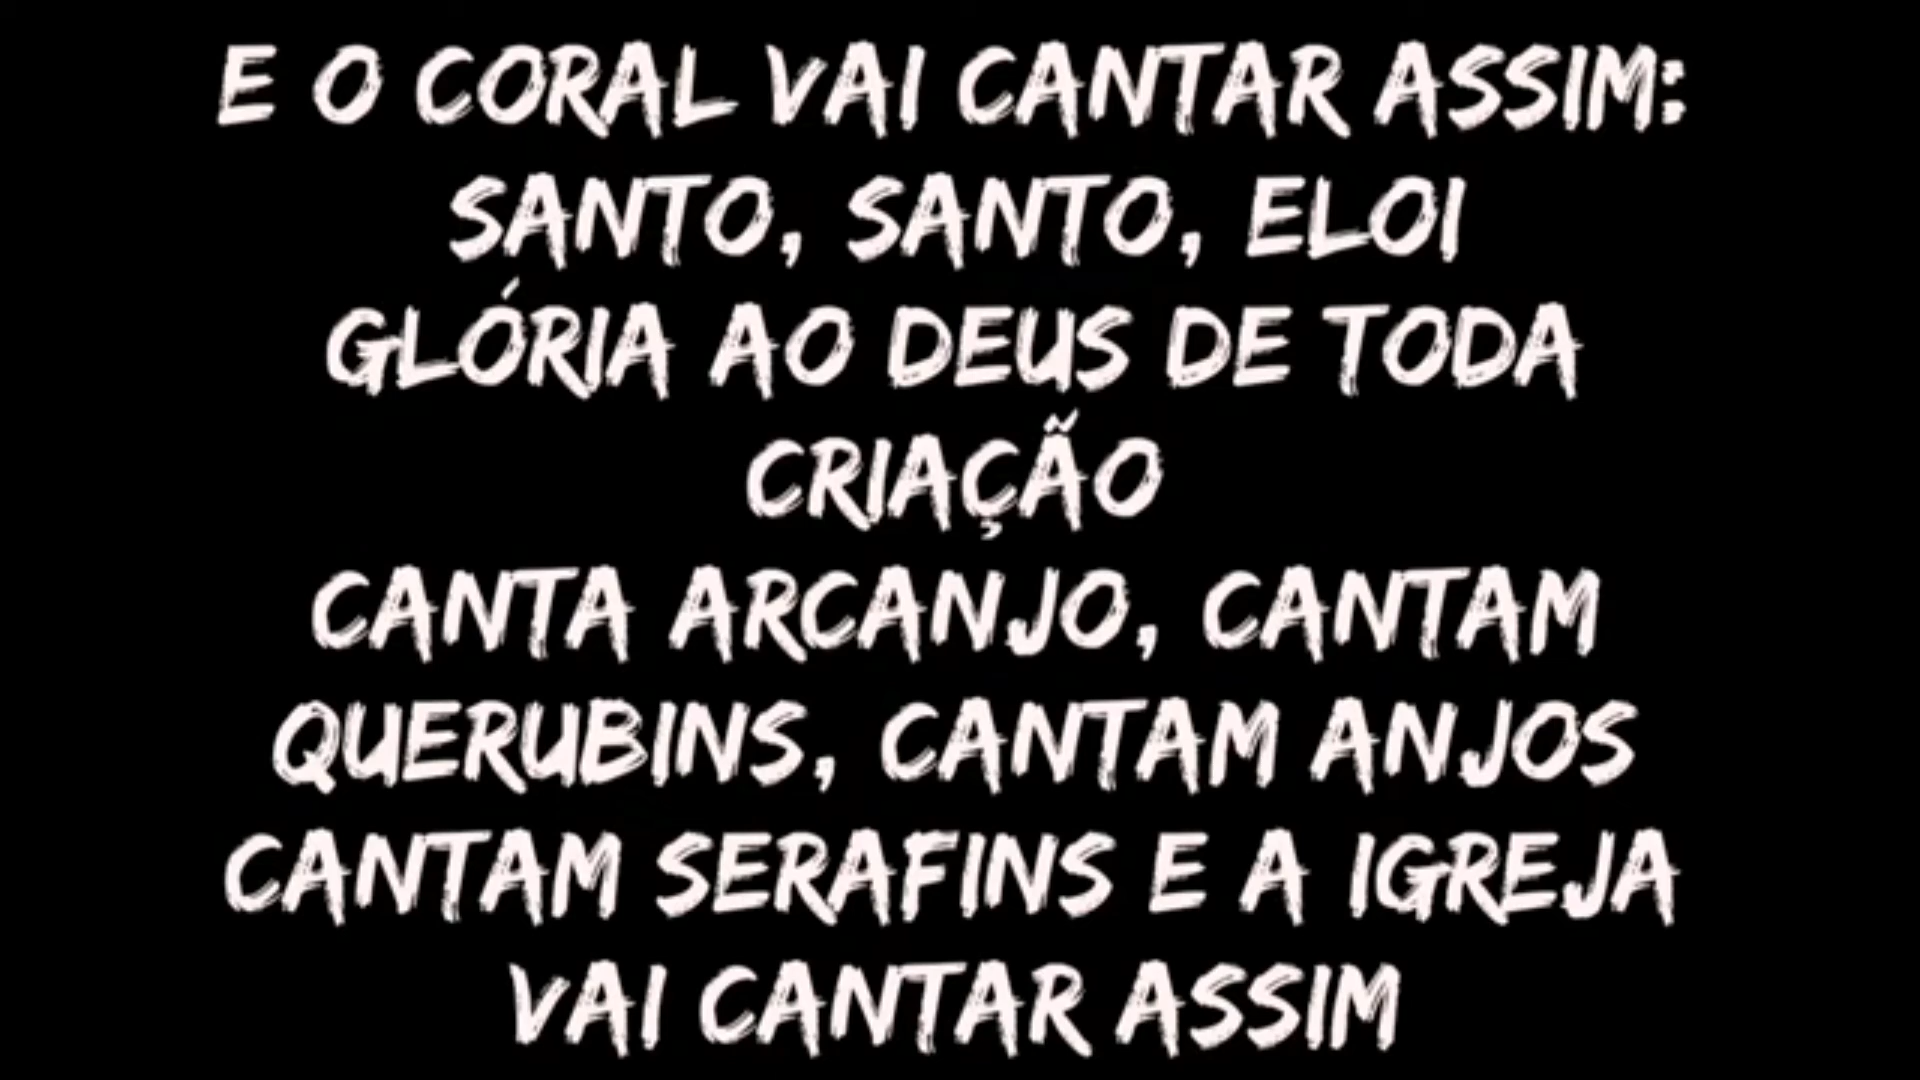 E O CORAL VAI CANTAR ASSIM:
SANTO, SANTO, ELOI
GLÓRIA AO DEUS DE TODA
CRIAÇÃO
CANTA ARCANJO, CANTAM
QUERUBINS, CANTAM ANJOS
CANTAM SERAFINS E A IGREJA
VAI CANTAR ASSIM